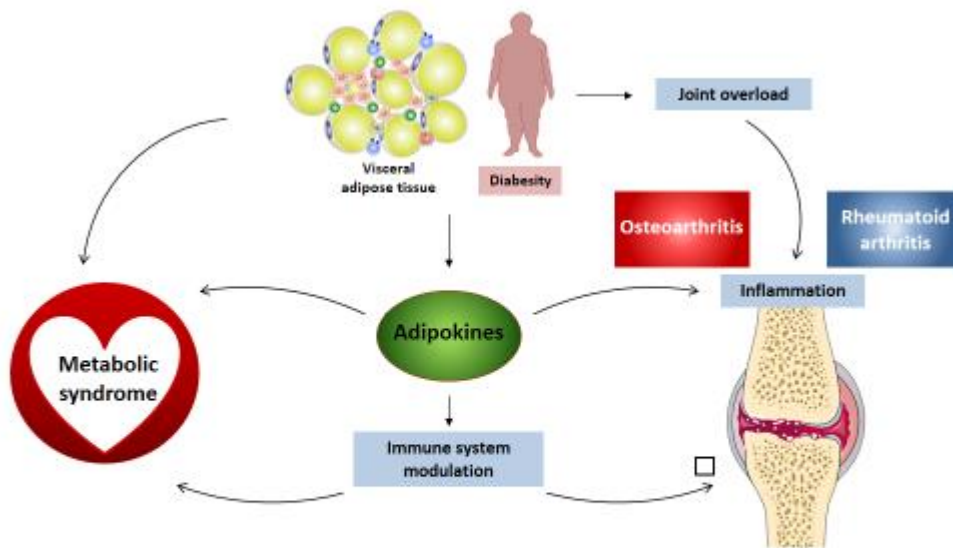 Joint overload
Visceral
adipose tissue
Diabesity
Osteoarthritis
Rheumatoid
arthritis
Inflammation
Adipokines
Metabolic
syndrome
Immune system
modulation